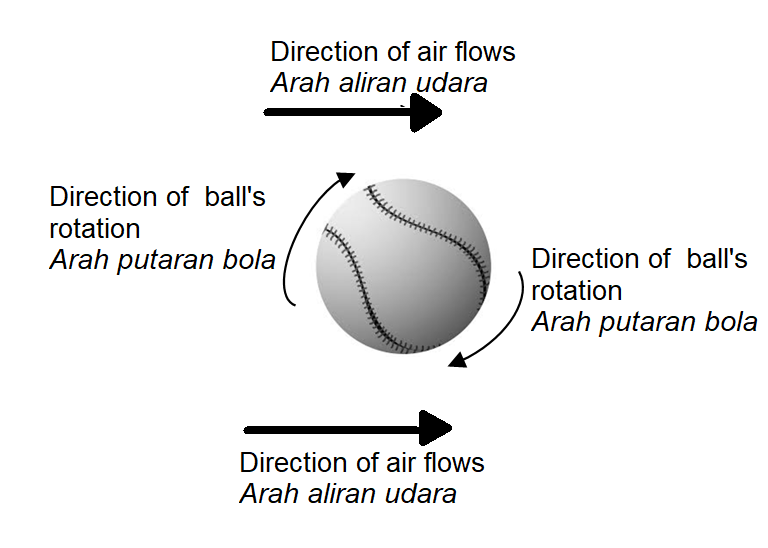 Direction of air flows
Arah aliran udara
Direction of  ball's
rotation
Arah putaran bola
Direction of  ball's
rotation
Arah putaran bola
Direction of air flows
Arah aliran udara